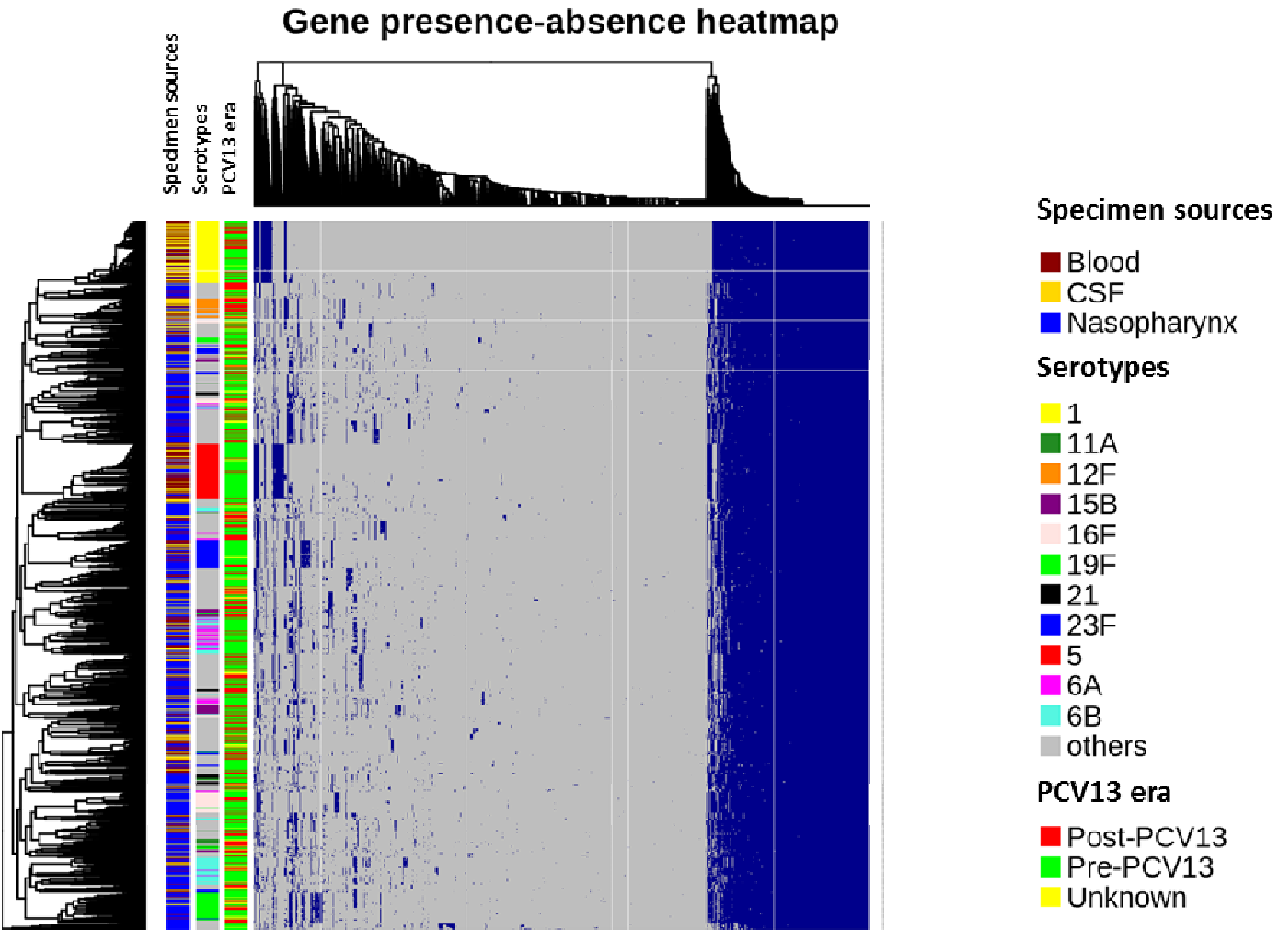 Gene presence-absence heatmap
Specimen sources
Serotypes
PCV13 era
Specimen sources
Blood
CSF
Nasopharynx
Serotypes
1
11A
12F
15B
16F
19F
21
23F
5
6A
6B
others
PCV13 era
Post-PCV13
Pre-PCV13
Unknown